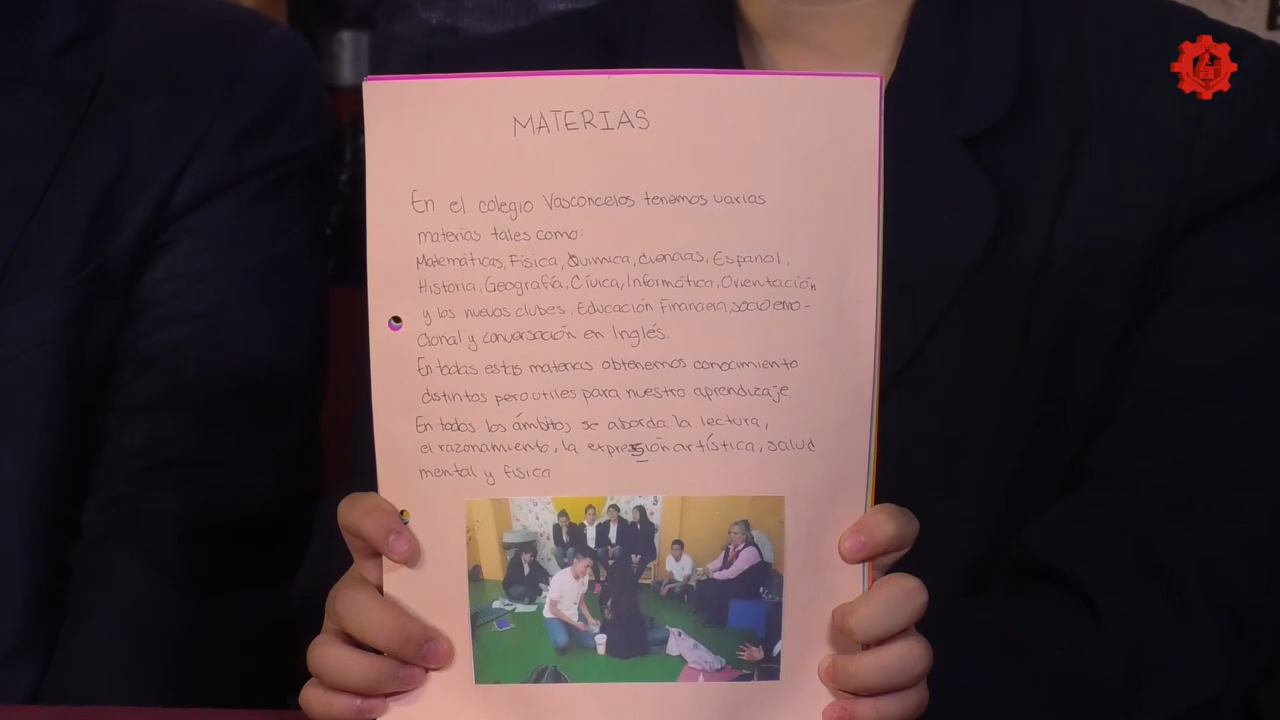 MATERIAS
En el colegio Vasconcelos tenemos varias
materias tales como:
Matemáticas, Física, Química, ciencias, Español,
Historia, Geografía, Cívica, Informática, Orientación
y los nuevos clubes, Educación Financiera, socio emo-
cional y conversación en Inglés.
En todas estas materias obtenemos conocimiento
distintos pero utiles para nuestro aprendizaje.
En todos los ámbitos se aborda la lectura,
el razonamiento, la expresión artística, salud
mental y fisica